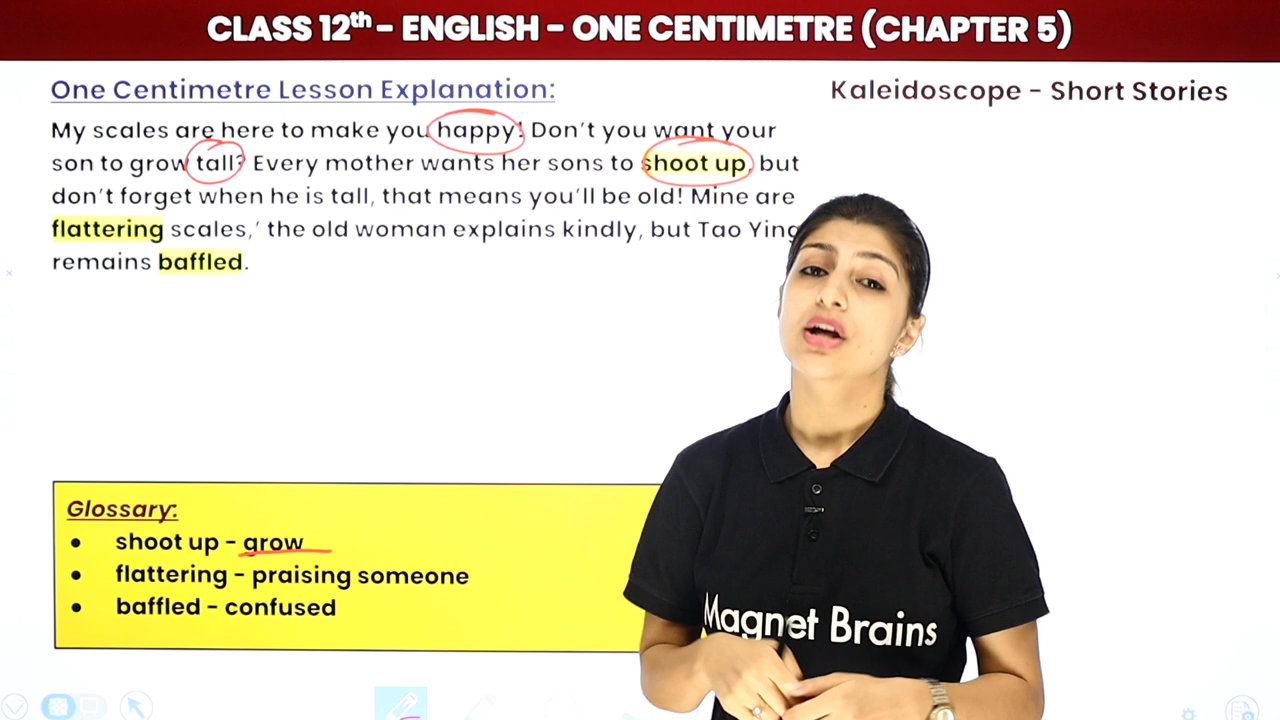 CLASS 12th - ENGLISH - ONE CENTIMETRE (CHAPTER 5)
One Centimetre Lesson Explanation:
Kaleidoscope - Short Stories
My scales are here to make you happy! Don't you want your
son to grow tall? Every mother wants her sons to shoot up, but
don't forget when he is tall, that means you'll be old! Mine are
flattering scales,' the old woman explains kindly, but Tao Ying
remains baffled.
Glossary:
• shoot up - grow
• flattering - praising someone
• baffled - confused
Magnet Brains